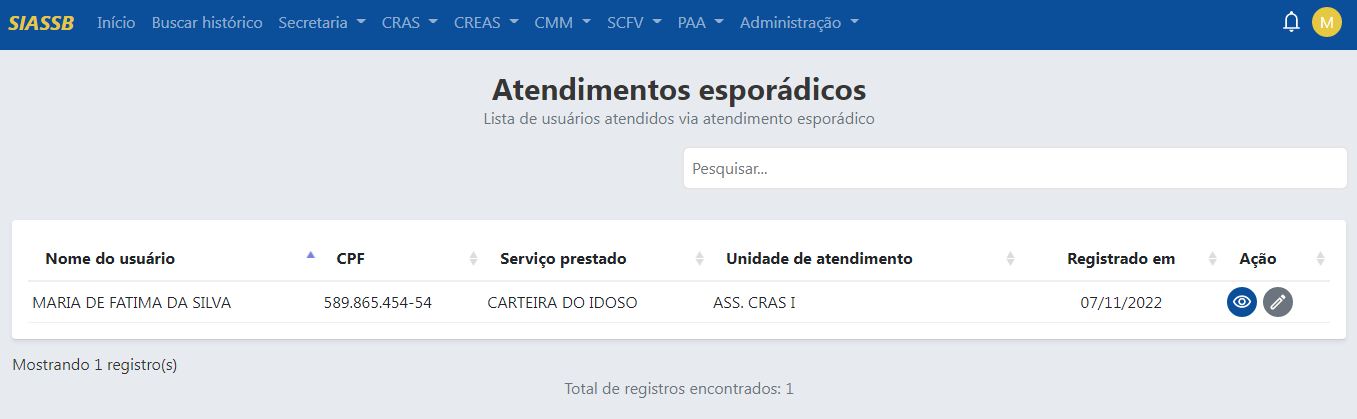 SIASSB Início Buscar histórico Secretaria CRAS CREAS CMM SCFV PAA Administração M
Atendimentos esporádicos
Lista de usuários atendidos via atendimento esporádico
Pesquisar...
Nome do usuário CPF Serviço prestado Unidade de atendimento Registrado em Ação
MARIA DE FATIMA DA SILVA 589.865.454-54 CARTEIRA DO IDOSO ASS. CRAS I 07/11/2022
Mostrando 1 registro(s)
Total de registros encontrados: 1